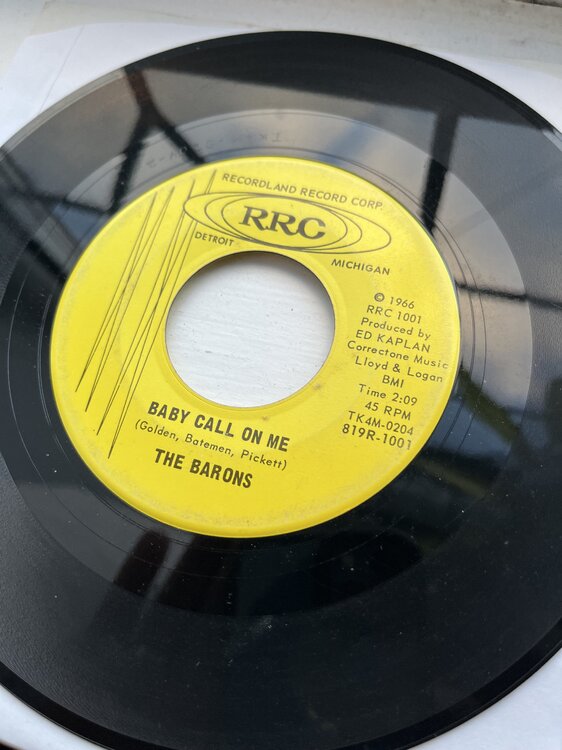 RECORDLAND RECORD CORP.
RRC
DETROIT
MICHIGAN
© 1966
RRC 1001
Produced by
ED KAPLAN
Correctone Music
Lloyd & Logan
BMI
Time 2:09
45 RPM
TK4M-0204
819R-1001
BABY CALL ON ME
(Golden, Batemen, Pickett)
THE BARONS